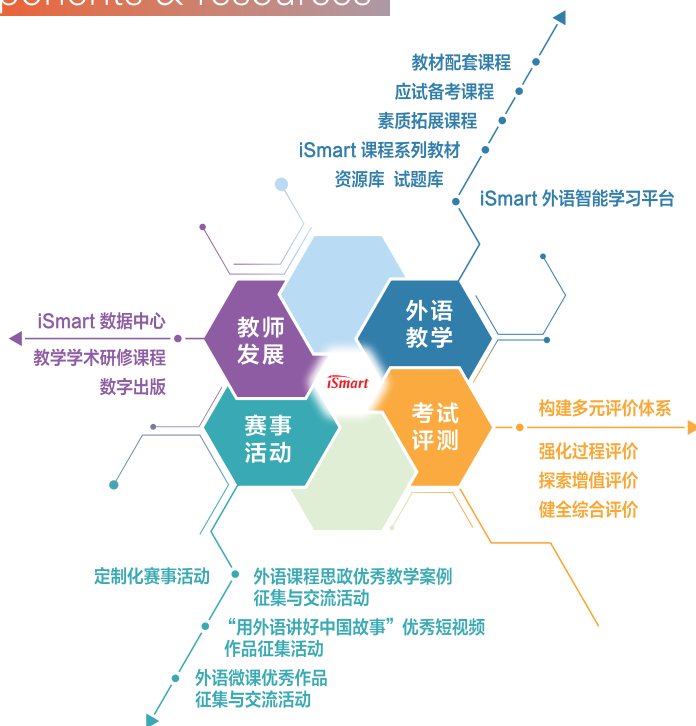 ponents & resources
教材配套课程
应试备考课程
素质拓展课程
iSmart 课程系列教材
资源库 试题库
iSmart 外语智能学习平台
外语
教学
教师
发展
iSmart 数据中心
教学学术研修课程
数字出版
iSmart
考试
评测
构建多元评价体系
强化过程评价
探索增值评价
健全综合评价
赛事
活动
定制化赛事活动
外语课程思政优秀教学案例
征集与交流活动
“用外语讲好中国故事”优秀短视频
作品征集活动
外语微课优秀作品
征集与交流活动